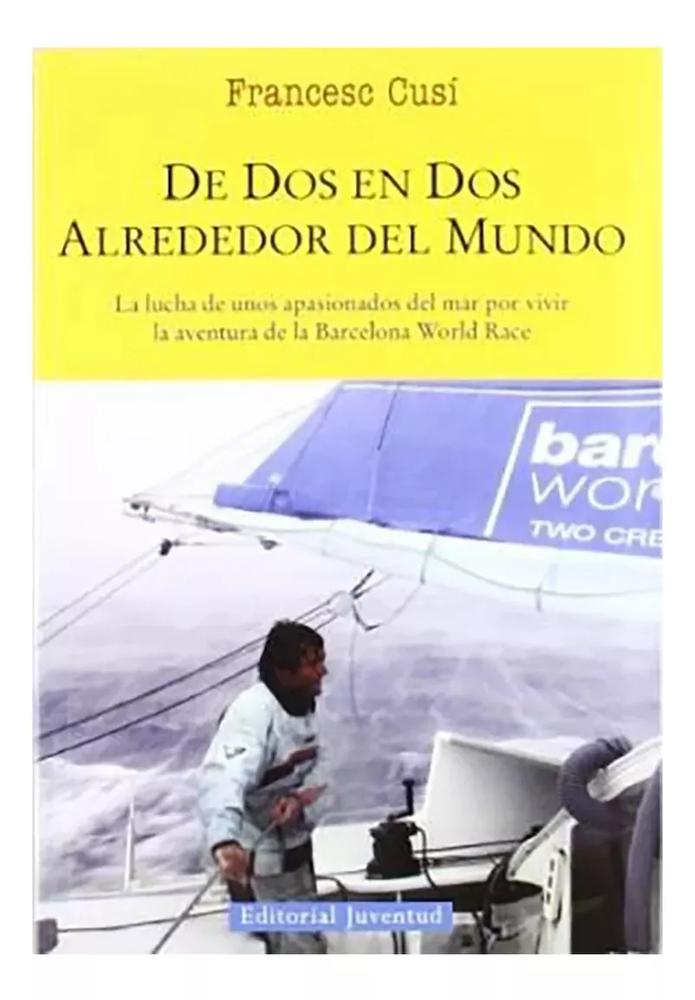 Francesc Cusí
DE DOS EN DOS
ALREDEDOR DEL MUNDO
La lucha de unos apasionados del mar por vivir
la aventura de la Barcelona World Race
bar
wor
TWO CRE
Editorial Juventud